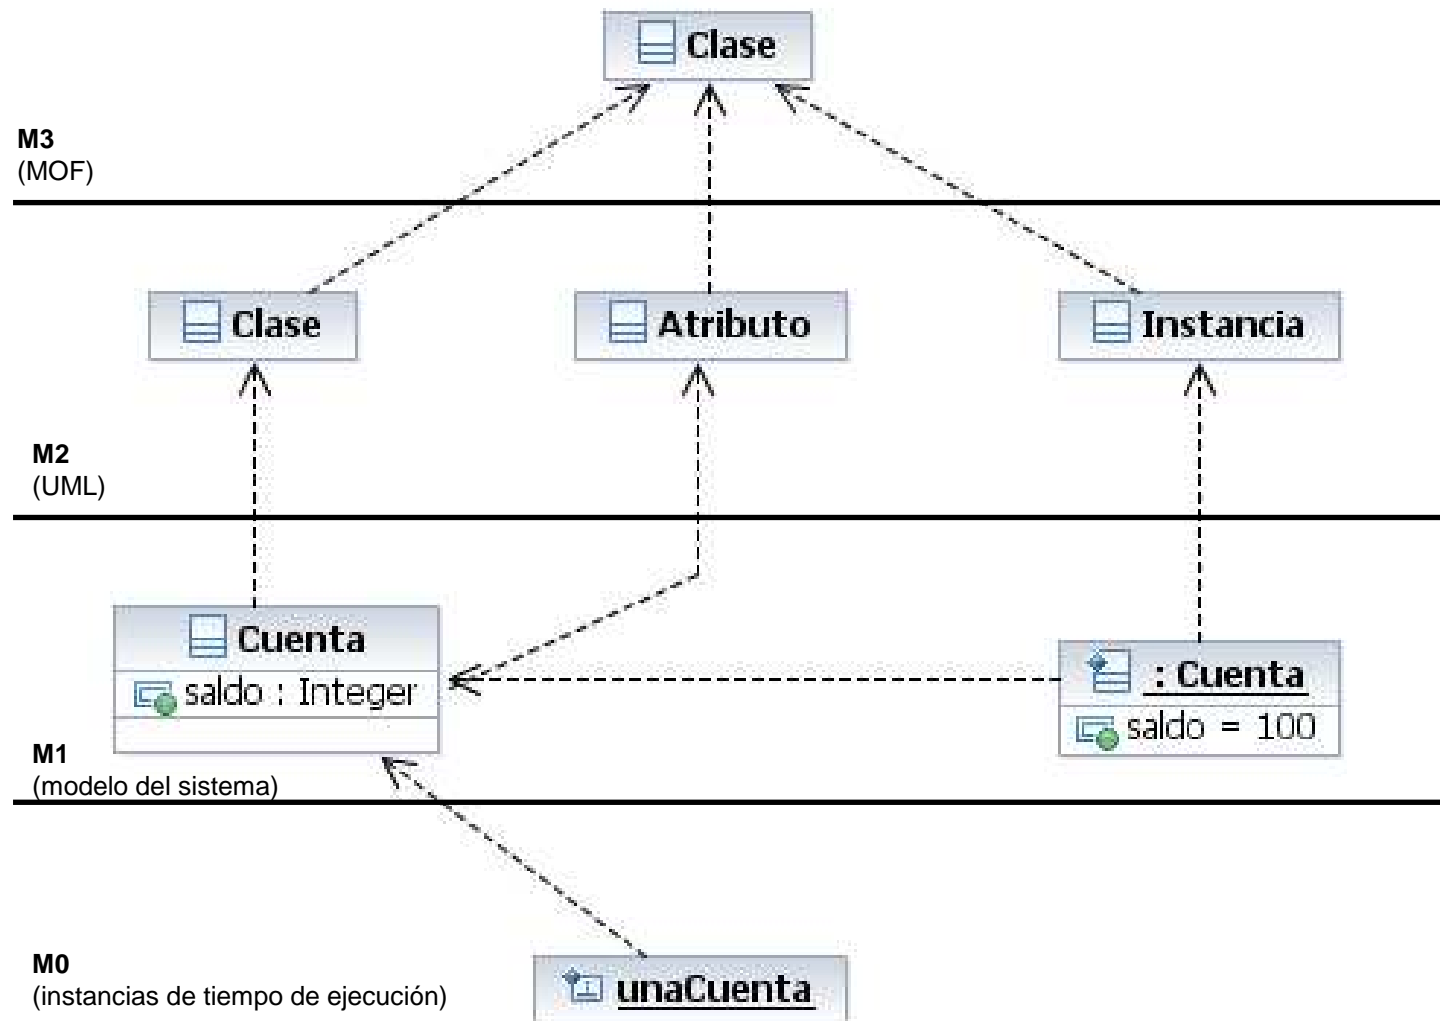 Clase
M3
(MOF)
Clase
Atributo
Instancia
M2
(UML)
Cuenta
saldo : Integer
: Cuenta
saldo = 100
M1
(modelo del sistema)
M0
(instancias de tiempo de ejecución)
unaCuenta